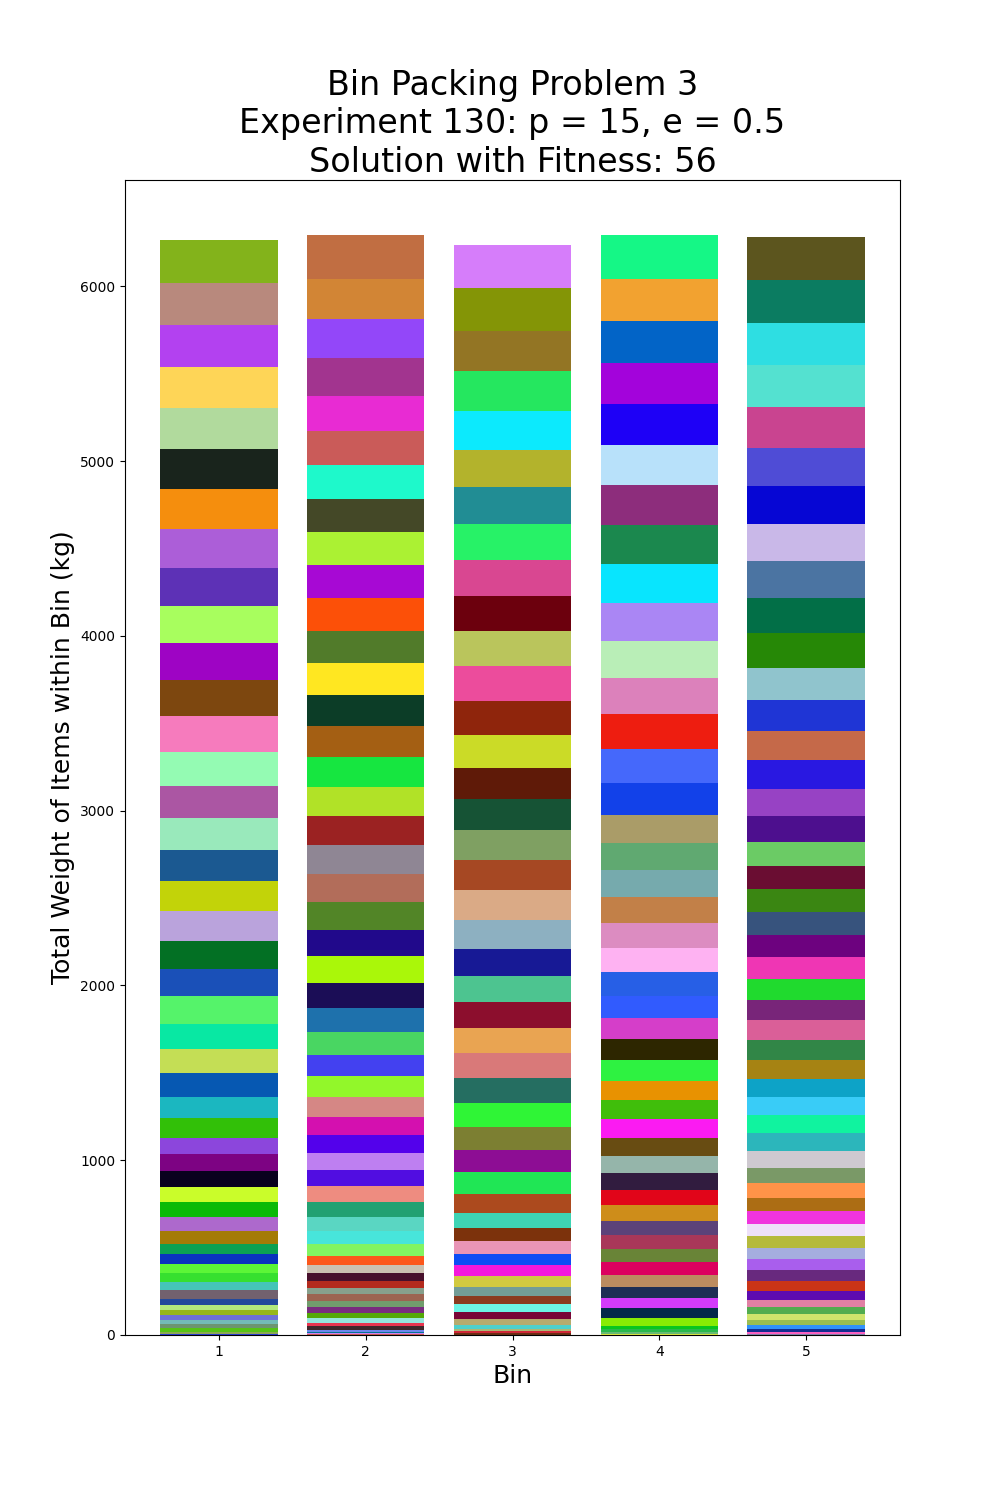 Bin Packing Problem 3
Experiment 130: p = 15, e = 0.5
Solution with Fitness: 56
Total Weight of Items within Bin (kg)
6000
5000
4000
3000
2000
1000
0
1 2 3 4 5
Bin